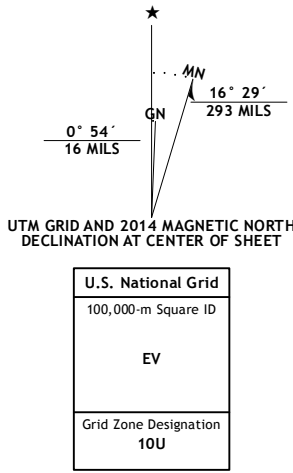 ★
MN
GN
16° 29´
293 MILS
0° 54´
16 MILS
UTM GRID AND 2014 MAGNETIC NORTH
DECLINATION AT CENTER OF SHEET
U.S. National Grid
100,000-m Square ID
EV
Grid Zone Designation
10U